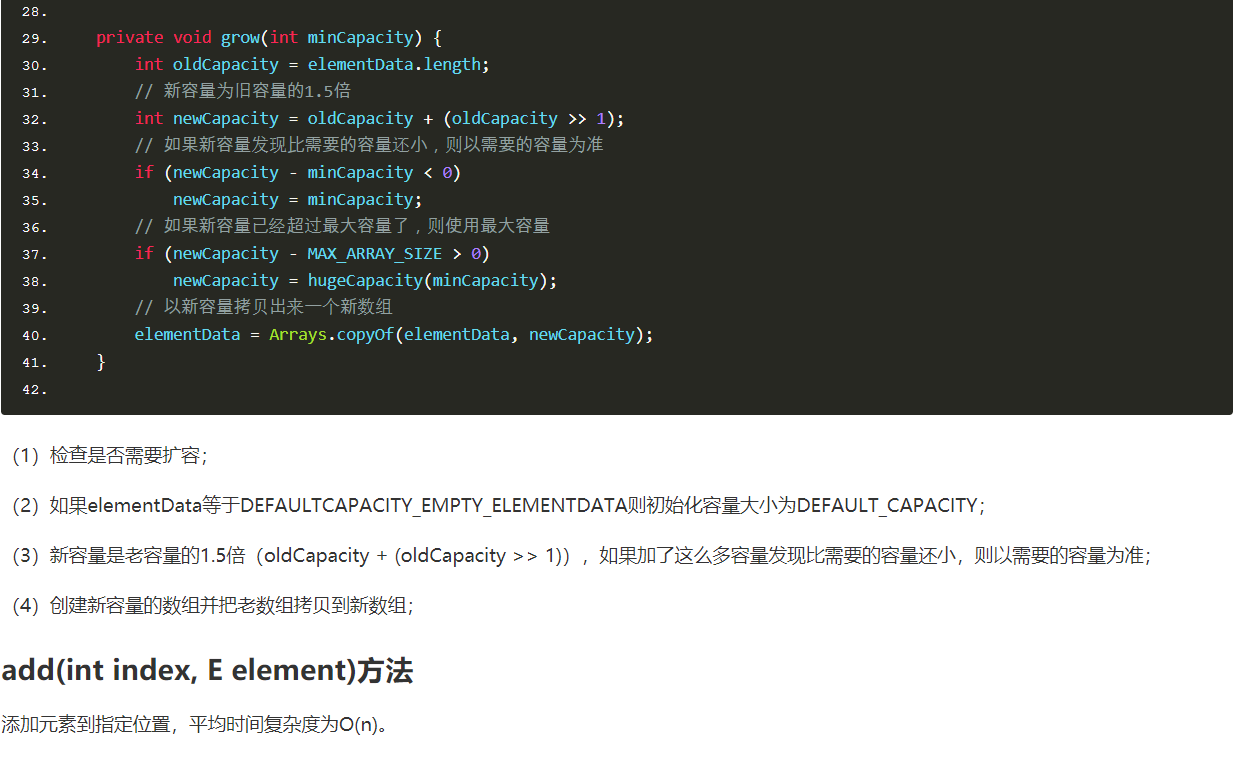 28.
29.     private void grow(int minCapacity) {
30.         int oldCapacity = elementData.length;
31.         // 新容量为旧容量的1.5倍
32.         int newCapacity = oldCapacity + (oldCapacity >> 1);
33.         // 如果新容量发现比需要的容量还小，则以需要的容量为准
34.         if (newCapacity - minCapacity < 0)
35.             newCapacity = minCapacity;
36.         // 如果新容量已经超过最大容量了，则使用最大容量
37.         if (newCapacity - MAX_ARRAY_SIZE > 0)
38.             newCapacity = hugeCapacity(minCapacity);
39.         // 以新容量拷贝出来一个新数组
40.         elementData = Arrays.copyOf(elementData, newCapacity);
41.     }
42.
（1）检查是否需要扩容；
（2）如果elementData等于DEFAULTCAPACITY_EMPTY_ELEMENTDATA则初始化容量大小为DEFAULT_CAPACITY；
（3）新容量是老容量的1.5倍（oldCapacity + (oldCapacity >> 1)），如果加了这么多容量发现比需要的容量还小，则以需要的容量为准；
（4）创建新容量的数组并把老数组拷贝到新数组；
add(int index, E element)方法
添加元素到指定位置，平均时间复杂度为O(n)。